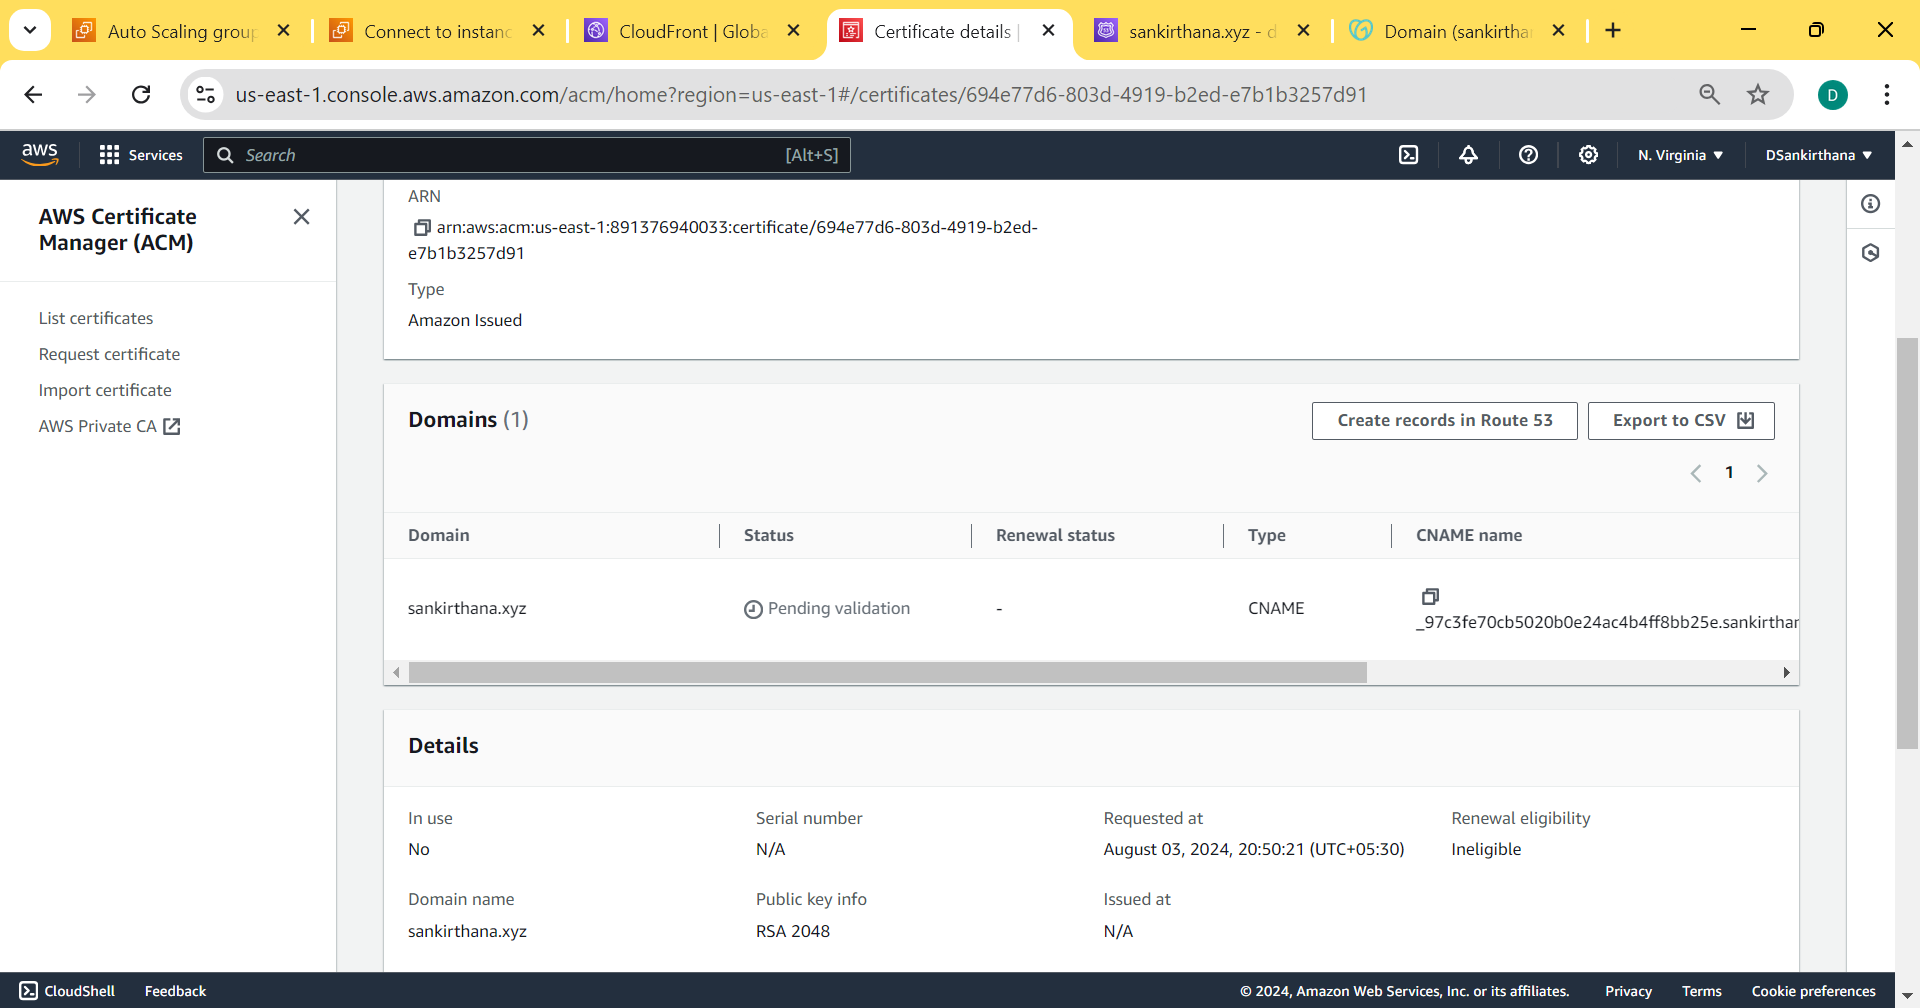 Auto Scaling group
Connect to instanc
CloudFront | Globa
Certificate details |
sankirthana.xyz - d
Domain (sankirtha
us-east-1.console.aws.amazon.com/acm/home?region=us-east-1#/certificates/694e77d6-803d-4919-b2ed-e7b1b3257d91
D
aws
Services
Search
[Alt+S]
N. Virginia
DSankirthana
AWS Certificate
Manager (ACM)
List certificates
Request certificate
Import certificate
AWS Private CA
ARN
arn:aws:acm:us-east-1:891376940033:certificate/694e77d6-803d-4919-b2ed-
e7b1b3257d91
Type
Amazon Issued
Domains (1)
Create records in Route 53
Export to CSV
1
Domain Status Renewal status Type CNAME name
sankirthana.xyz Pending validation - CNAME
_97c3fe70cb5020b0e24ac4b4ff8bb25e.sankirthan
Details
In use Serial number Requested at Renewal eligibility
No N/A August 03, 2024, 20:50:21 (UTC+05:30) Ineligible
Domain name Public key info Issued at
sankirthana.xyz RSA 2048 N/A
CloudShell Feedback © 2024, Amazon Web Services, Inc. or its affiliates. Privacy Terms Cookie preferences